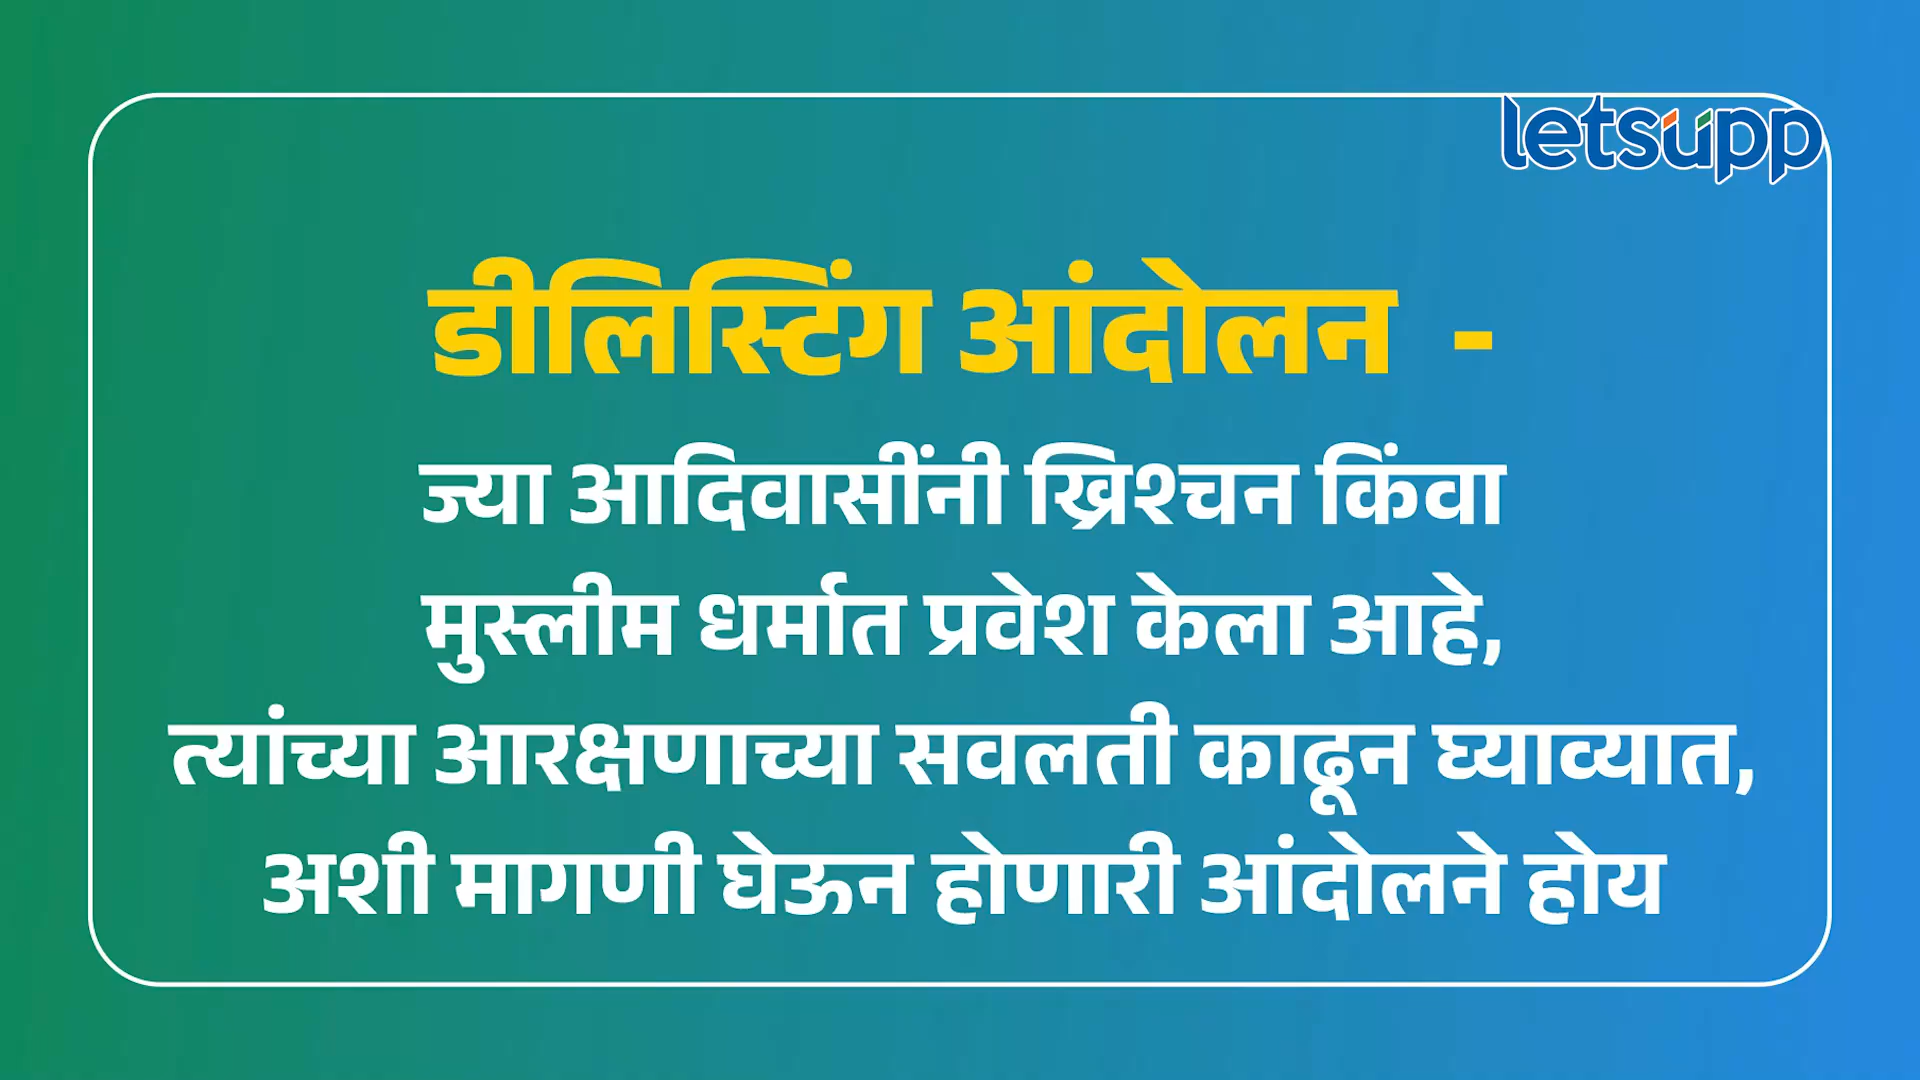 letsupp
डीलिस्टिंग आंदोलन -
ज्या आदिवासींनी ख्रिश्चन किंवा
मुस्लीम धर्मात प्रवेश केला आहे,
त्यांच्या आरक्षणाच्या सवलती काढून घ्याव्यात,
अशी मागणी घेऊन होणारी आंदोलने होय